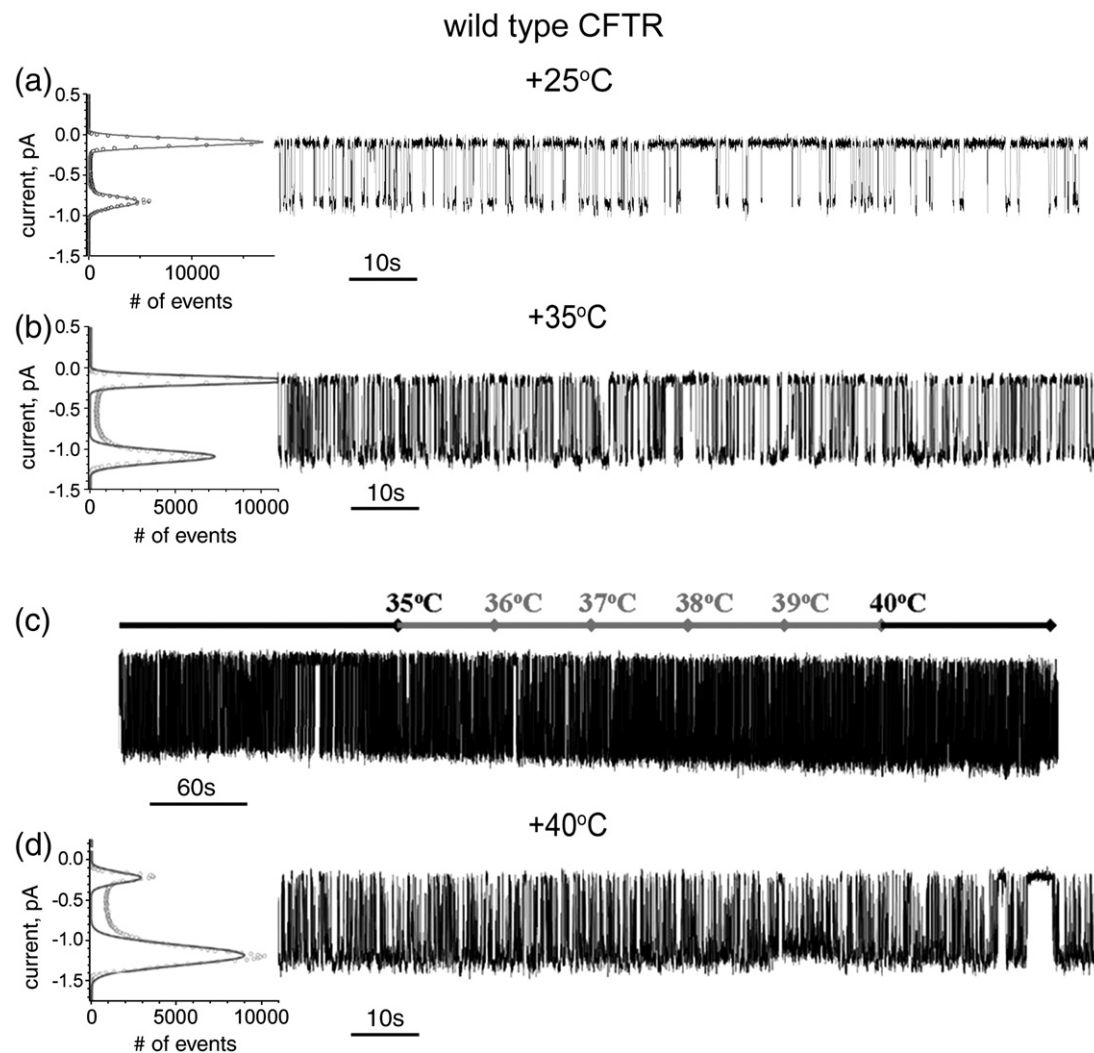 wild type CFTR
(a)
+25°C
0.5
0.0
-0.5
-1.0
-1.5
current, pA
0 10000
# of events
10s
(b)
+35°C
0.5
0.0
-0.5
-1.0
-1.5
current, pA
0 5000 10000
# of events
10s
(c)
35°C 36°C 37°C 38°C 39°C 40°C
60s
(d)
+40°C
0.0
-0.5
-1.0
-1.5
current, pA
0 5000 10000
# of events
10s